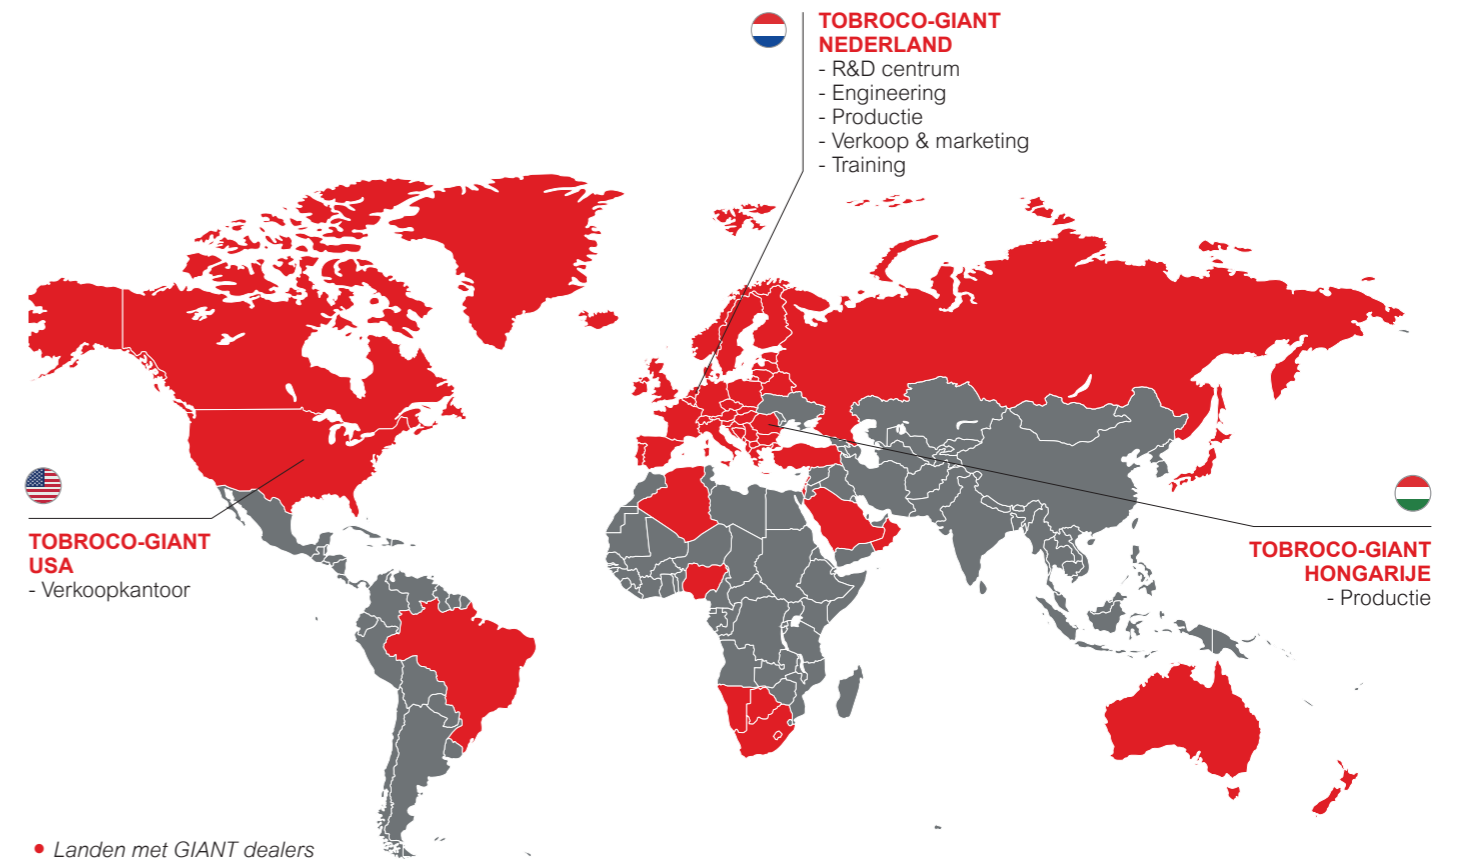 TOBROCO-GIANT
NEDERLAND
- R&D centrum
- Engineering
- Productie
- Verkoop & marketing
- Training
TOBROCO-GIANT
USA
- Verkoopkantoor
TOBROCO-GIANT
HONGARIJE
- Productie
• Landen met GIANT dealers